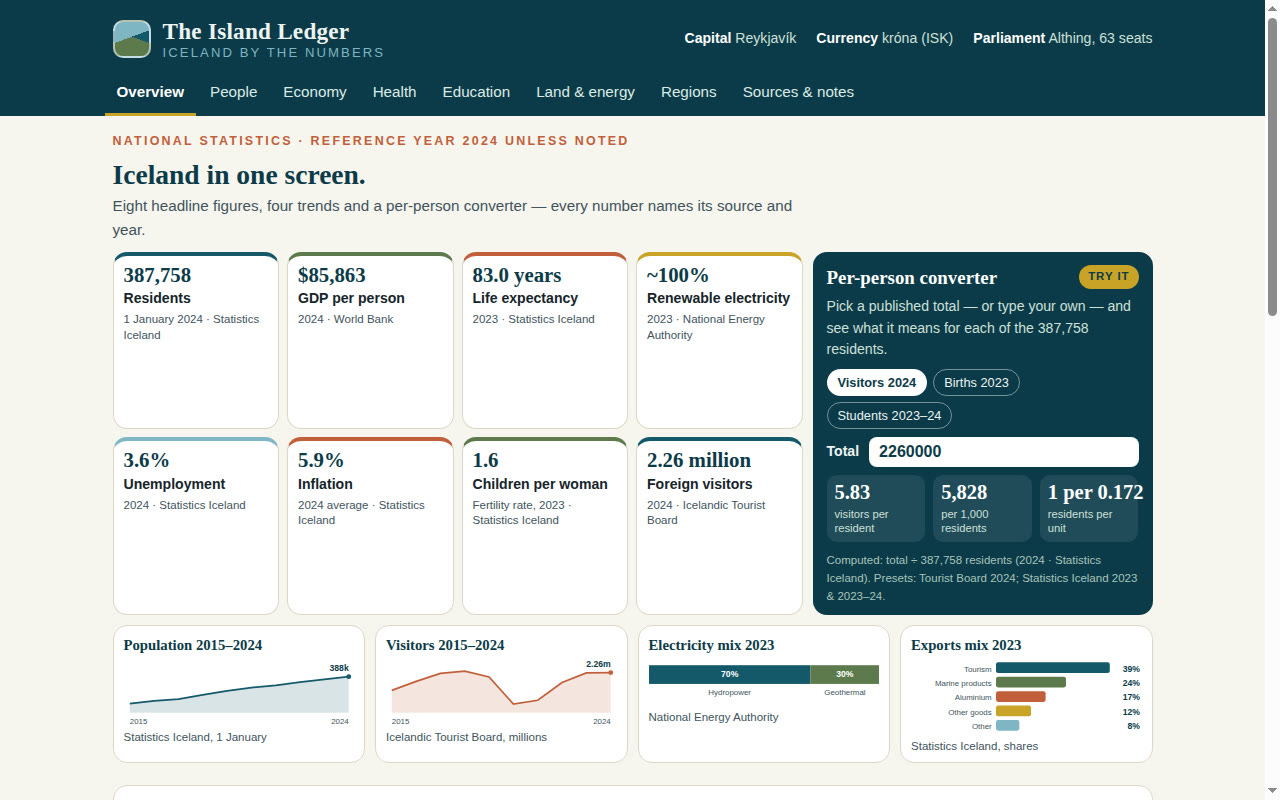 The Island Ledger
ICELAND BY THE NUMBERS
Capital Reykjavík Currency króna (ISK) Parliament Althing, 63 seats
Overview People Economy Health Education Land & energy Regions Sources & notes
NATIONAL STATISTICS · REFERENCE YEAR 2024 UNLESS NOTED
Iceland in one screen.
Eight headline figures, four trends and a per-person converter — every number names its source and
year.
387,758
Residents
1 January 2024 · Statistics
Iceland
$85,863
GDP per person
2024 · World Bank
83.0 years
Life expectancy
2023 · Statistics Iceland
~100%
Renewable electricity
2023 · National Energy
Authority
3.6%
Unemployment
2024 · Statistics Iceland
5.9%
Inflation
2024 average · Statistics
Iceland
1.6
Children per woman
Fertility rate, 2023 ·
Statistics Iceland
2.26 million
Foreign visitors
2024 · Icelandic Tourist
Board
Per-person converter
TRY IT
Pick a published total — or type your own — and
see what it means for each of the 387,758
residents.
Visitors 2024 Births 2023
Students 2023–24
Total 2260000
5.83
visitors per
resident
5,828
per 1,000
residents
1 per 0.172
residents per
unit
Computed: total ÷ 387,758 residents (2024 · Statistics
Iceland). Presets: Tourist Board 2024; Statistics Iceland 2023
& 2023–24.
Population 2015–2024
388k
2015 2024
Statistics Iceland, 1 January
Visitors 2015–2024
2.26m
2015 2024
Icelandic Tourist Board, millions
Electricity mix 2023
70% 30%
Hydropower Geothermal
National Energy Authority
Exports mix 2023
Tourism 39%
Marine products 24%
Aluminium 17%
Other goods 12%
Other 8%
Statistics Iceland, shares